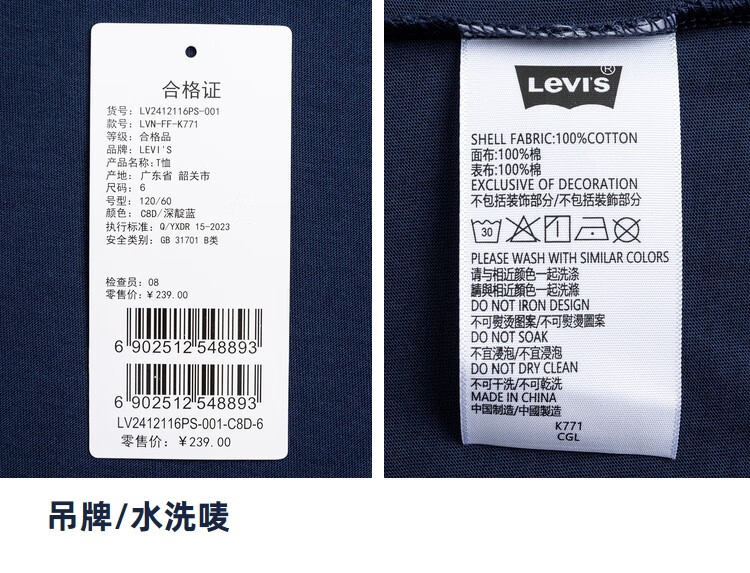 合格证
货号: LV2412116PS-001
款号: LVN-FF-K771
等级: 合格品
品牌: LEVI'S
产品名称:T恤
产地: 广东省 韶关市
尺码: 6
号型: 120/60
颜色: C8D/深靛蓝
执行标准: Q/YXDR 15-2023
安全类别: GB 31701 B类
检查员: 08
零售价: ¥239.00
6 902512 548893
6 902512 548893
LV2412116PS-001-C8D-6
零售价: ¥239.00
LEVI'S®
SHELL FABRIC:100%COTTON
面布:100%棉
表布:100%棉
EXCLUSIVE OF DECORATION
不包括装饰部分/不包括裝飾部分
30
PLEASE WASH WITH SIMILAR COLORS
请与相近颜色一起洗涤
請與相近顏色一起洗滌
DO NOT IRON DESIGN
不可熨烫图案/不可熨燙圖案
DO NOT SOAK
不宜浸泡/不宜浸泡
DO NOT DRY CLEAN
不可干洗/不可乾洗
MADE IN CHINA
中国制造/中國製造
K771
CGL
吊牌/水洗唛